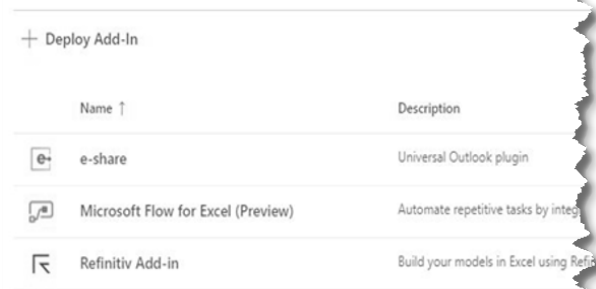 + Deploy Add-In
Name ↑ Description
e-share Universal Outlook plugin
Microsoft Flow for Excel (Preview) Automate repetitive tasks by integ
Refinitiv Add-in Build your models in Excel using Refi